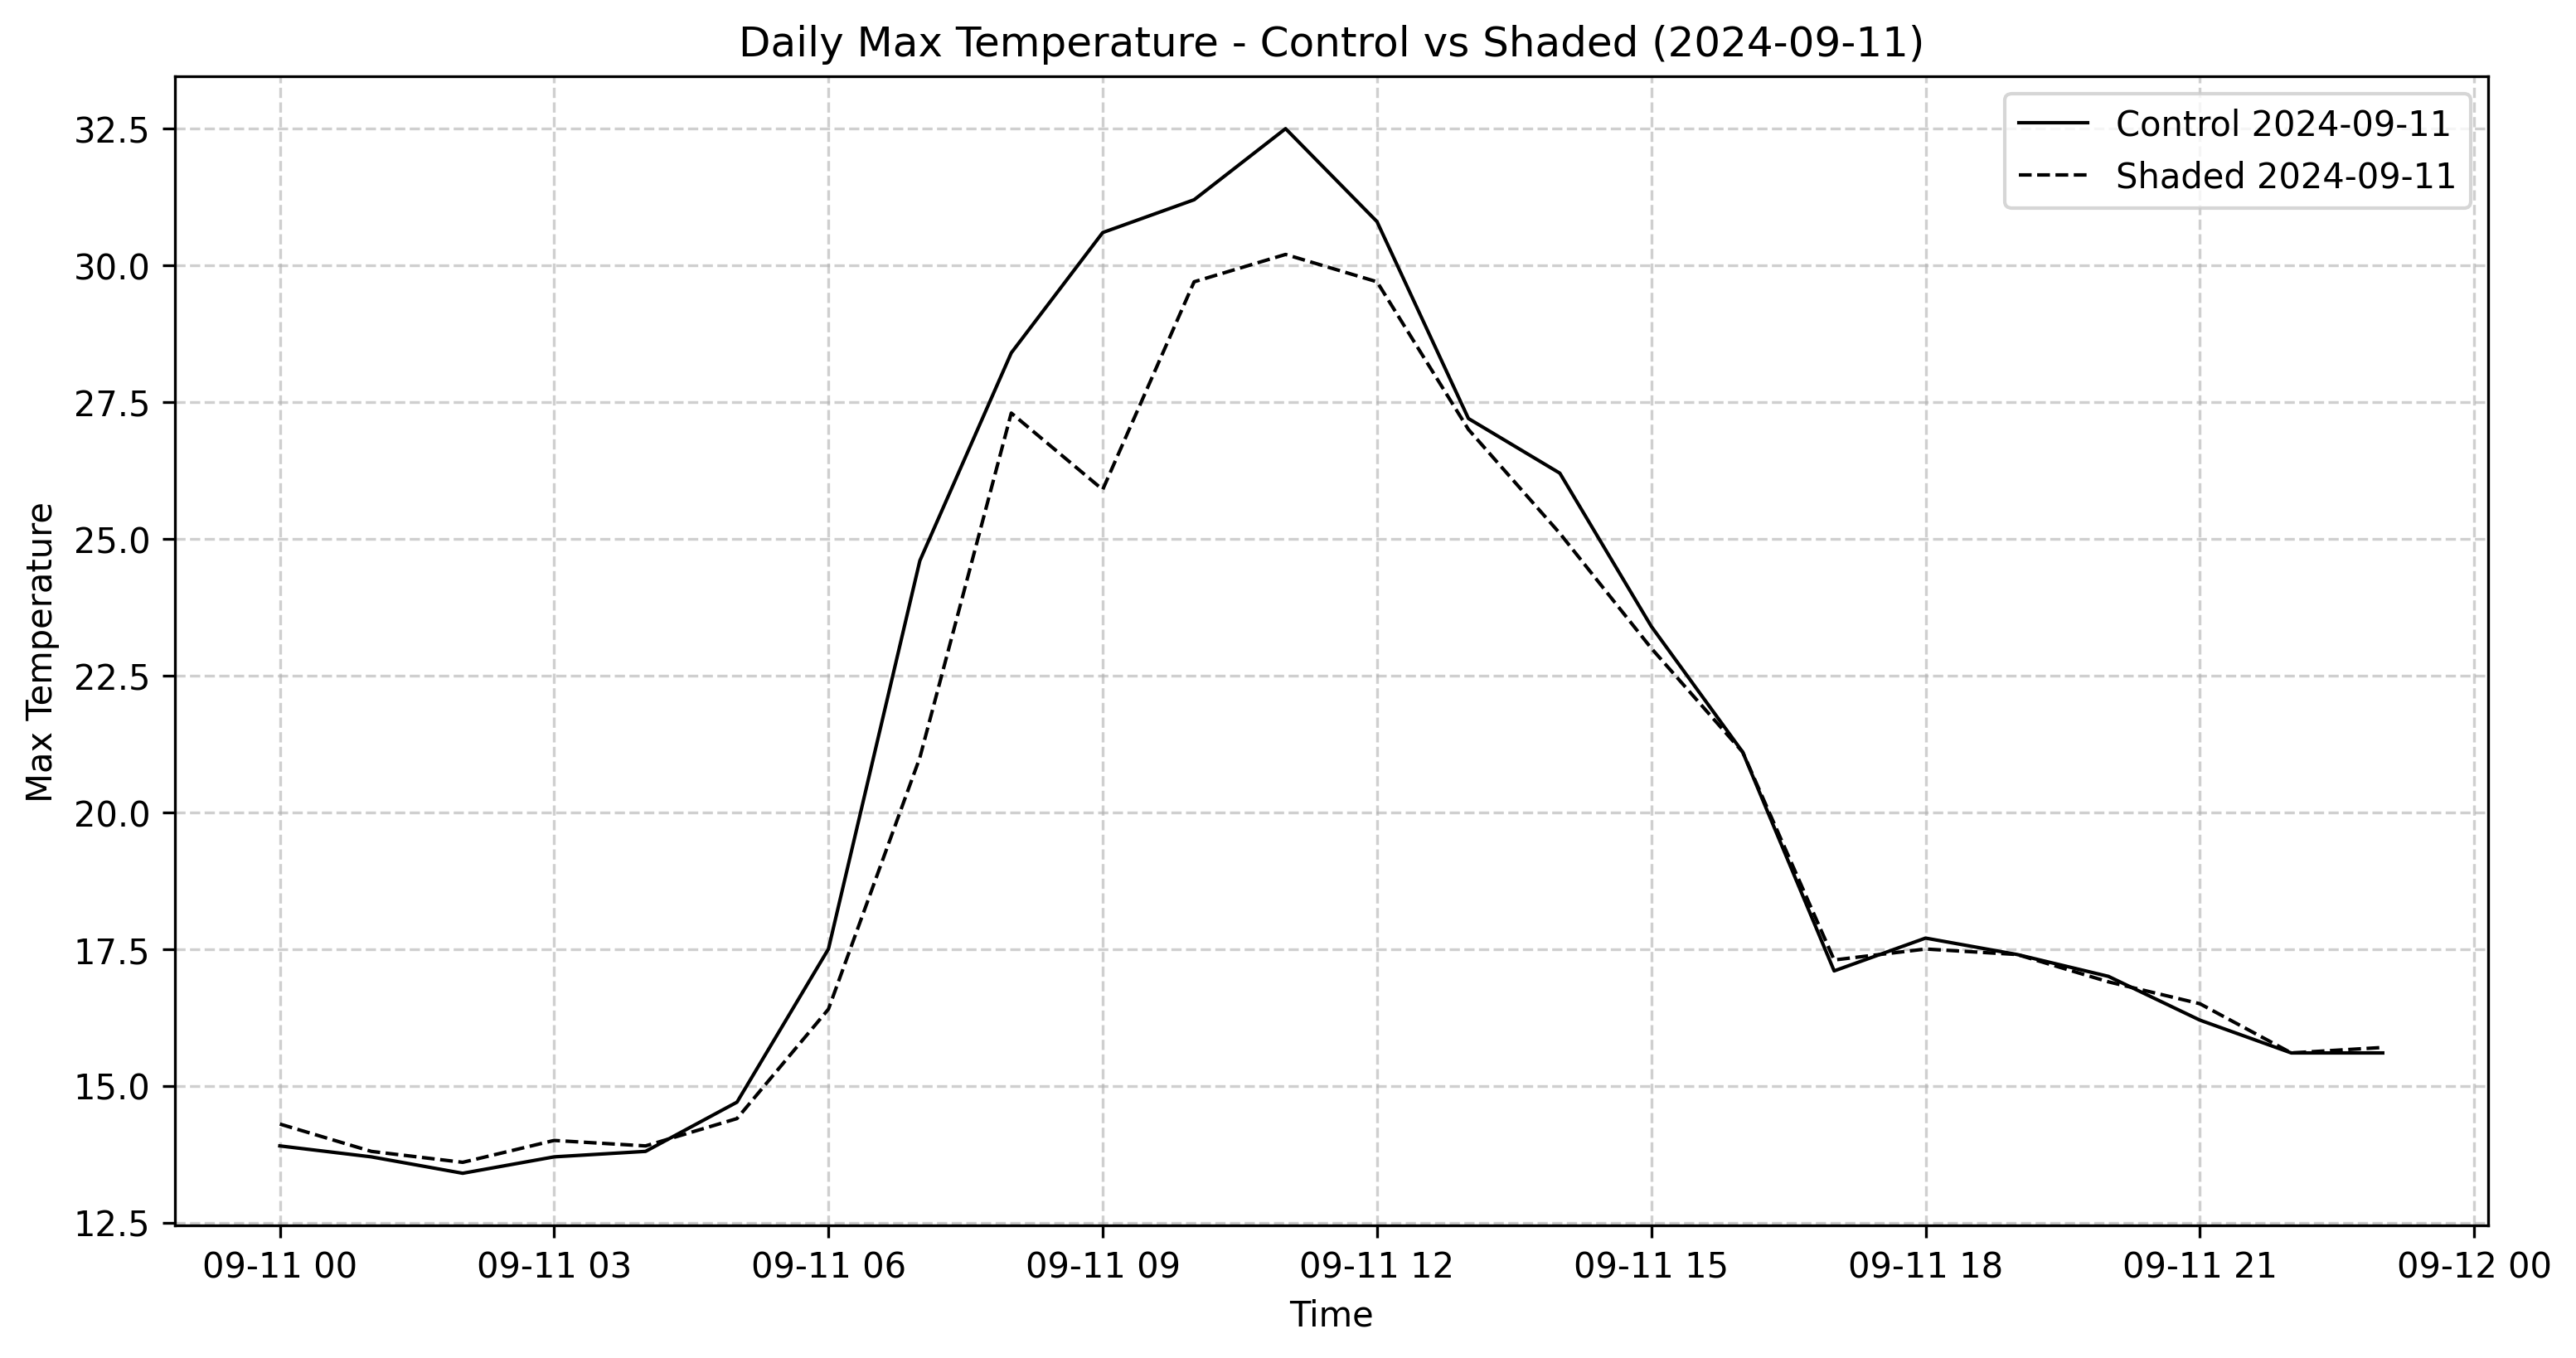 Daily Max Temperature - Control vs Shaded (2024-09-11)
Control 2024-09-11
Shaded 2024-09-11
Max Temperature
32.5
30.0
27.5
25.0
22.5
20.0
17.5
15.0
12.5
09-11 00 09-11 03 09-11 06 09-11 09 09-11 12 09-11 15 09-11 18 09-11 21 09-12 00
Time